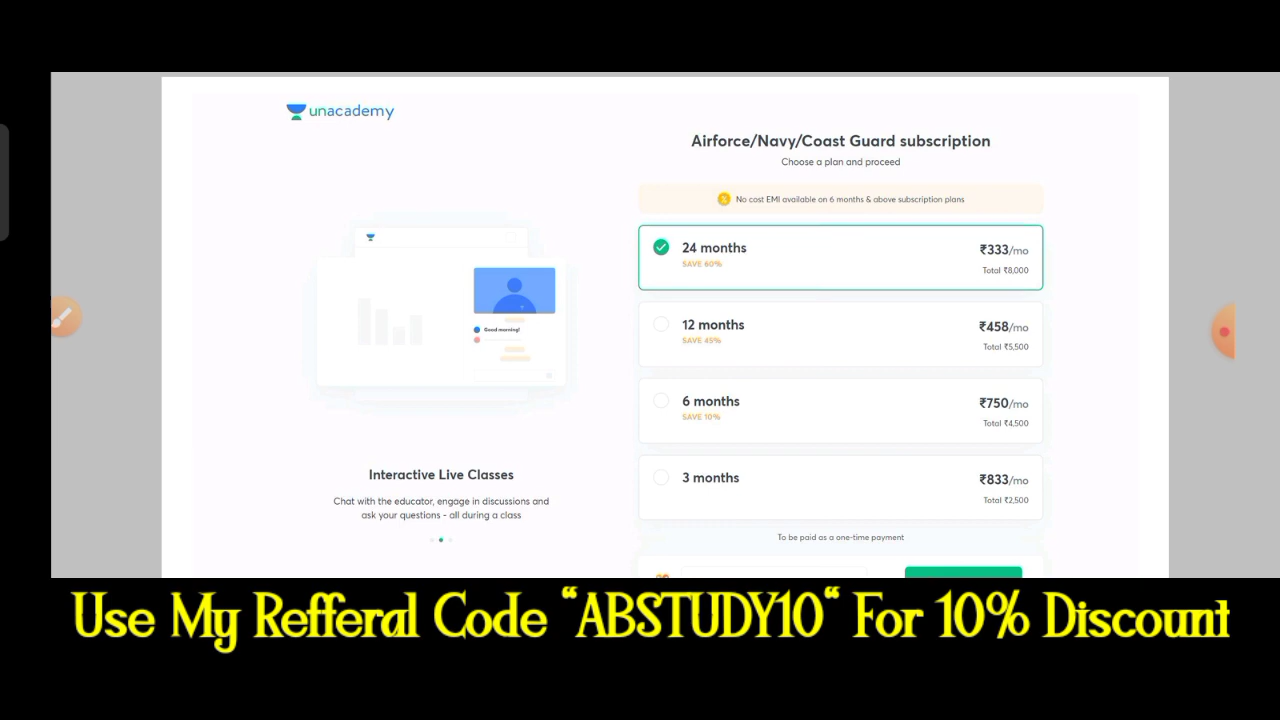 unacademy
Airforce/Navy/Coast Guard subscription
Choose a plan and proceed
No cost EMI available on 6 months & above subscription plans
24 months
₹333/mo
SAVE 60%
Total ₹8,000
12 months
₹458/mo
SAVE 45%
Total ₹5,500
6 months
₹750/mo
SAVE 10%
Total ₹4,500
3 months
₹833/mo
Total ₹2,500
To be paid as a one-time payment
Good morning!
Interactive Live Classes
Chat with the educator, engage in discussions and
ask your questions - all during a class
Use My Refferal Code “ABSTUDY10“ For 10% Discount